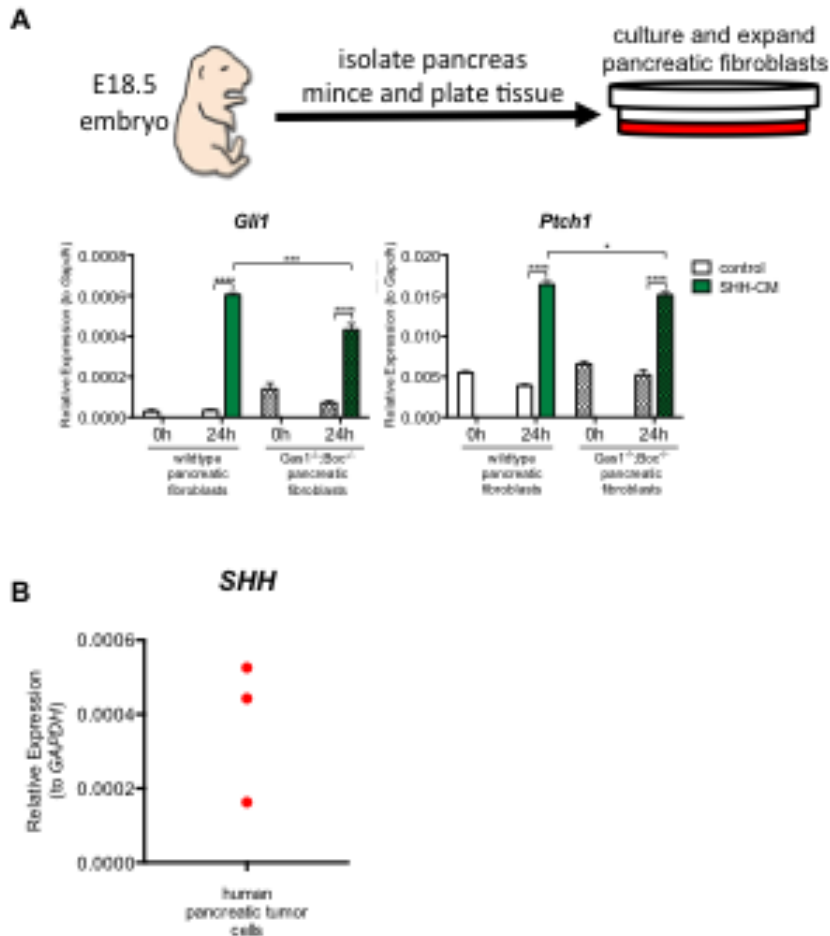 A
E18.5
embryo
isolate pancreas
mince and plate tissue
culture and expand
pancreatic fibroblasts
Gli1
Relative Expression (to Gapdh)
0.0008
0.0006
0.0004
0.0002
0.0000
****
***
****
0h
24h
0h
24h
wildtype
pancreatic
fibroblasts
Gas1-/-;Boc-/-
pancreatic
fibroblasts
Ptch1
Relative Expression (to Gapdh)
0.020
0.015
0.010
0.005
0.000
****
*
****
0h
24h
0h
24h
wildtype
pancreatic
fibroblasts
Gas1-/-;Boc-/-
pancreatic
fibroblasts
control
SHH-CM
B
SHH
Relative Expression
(to GAPDH)
0.0006
0.0004
0.0002
0.0000
human
pancreatic tumor
cells